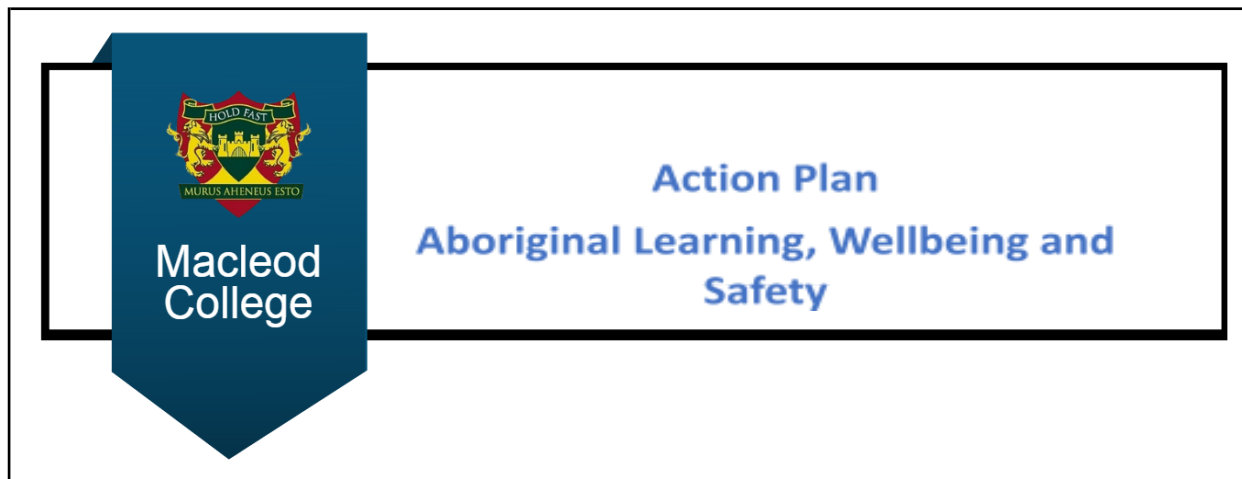 HOLD FAST
MURUS AHENEUS ESTO
Macleod
College
Action Plan
Aboriginal Learning, Wellbeing and
Safety